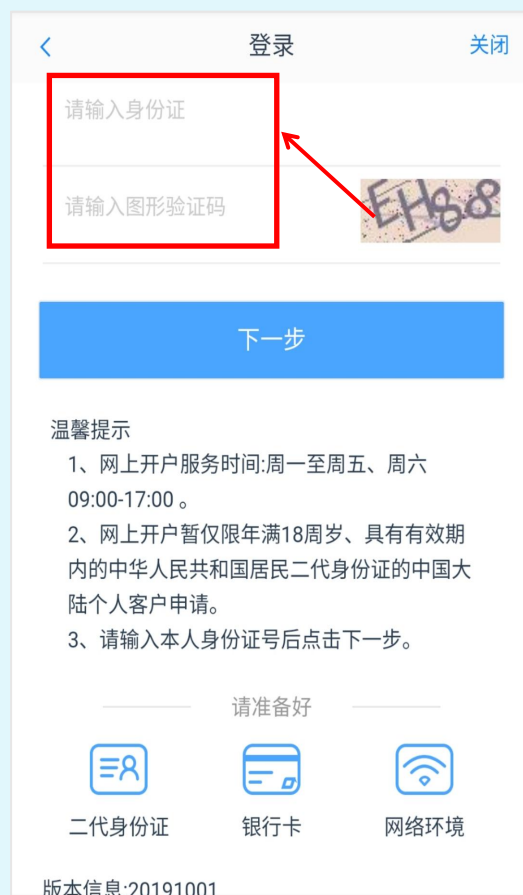 登录
关闭
请输入身份证
请输入图形验证码
EH88
下一步
温馨提示
1、网上开户服务时间:周一至周五、周六
09:00-17:00 。
2、网上开户暂仅限年满18周岁、具有有效期
内的中华人民共和国居民二代身份证的中国大
陆个人客户申请。
3、请输入本人身份证号后点击下一步。
请准备好
二代身份证
银行卡
网络环境
版本信息:20191001